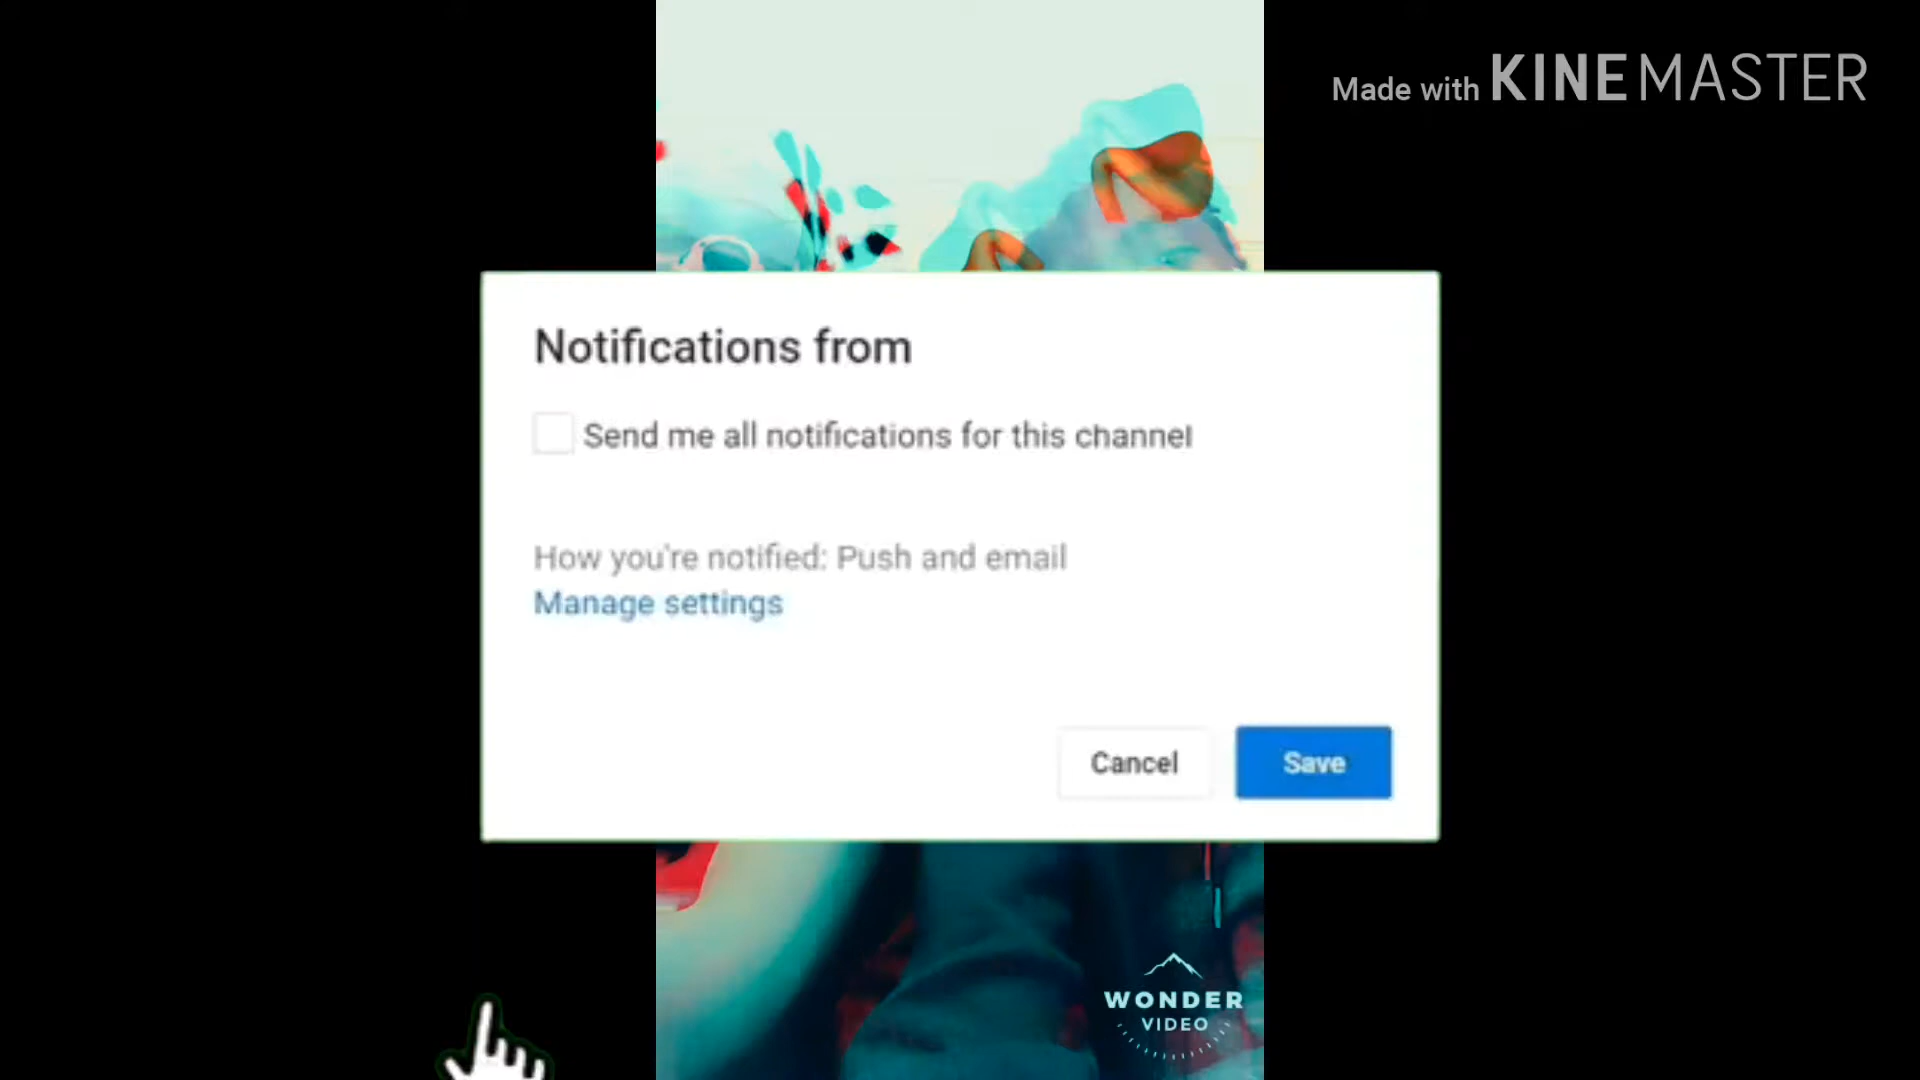 Made with KINEMASTER
Notifications from
Send me all notifications for this channel
How you're notified: Push and email
Manage settings
Cancel
Save
WONDER
VIDEO